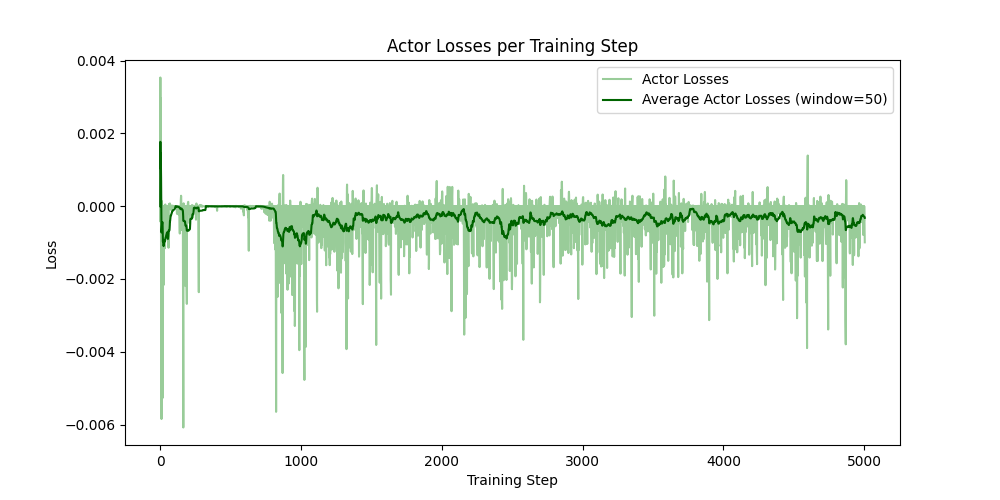 Actor Losses per Training Step
Actor Losses
Average Actor Losses (window=50)
0.004
0.002
0.000
−0.002
−0.004
−0.006
Loss
0
1000
2000
3000
4000
5000
Training Step